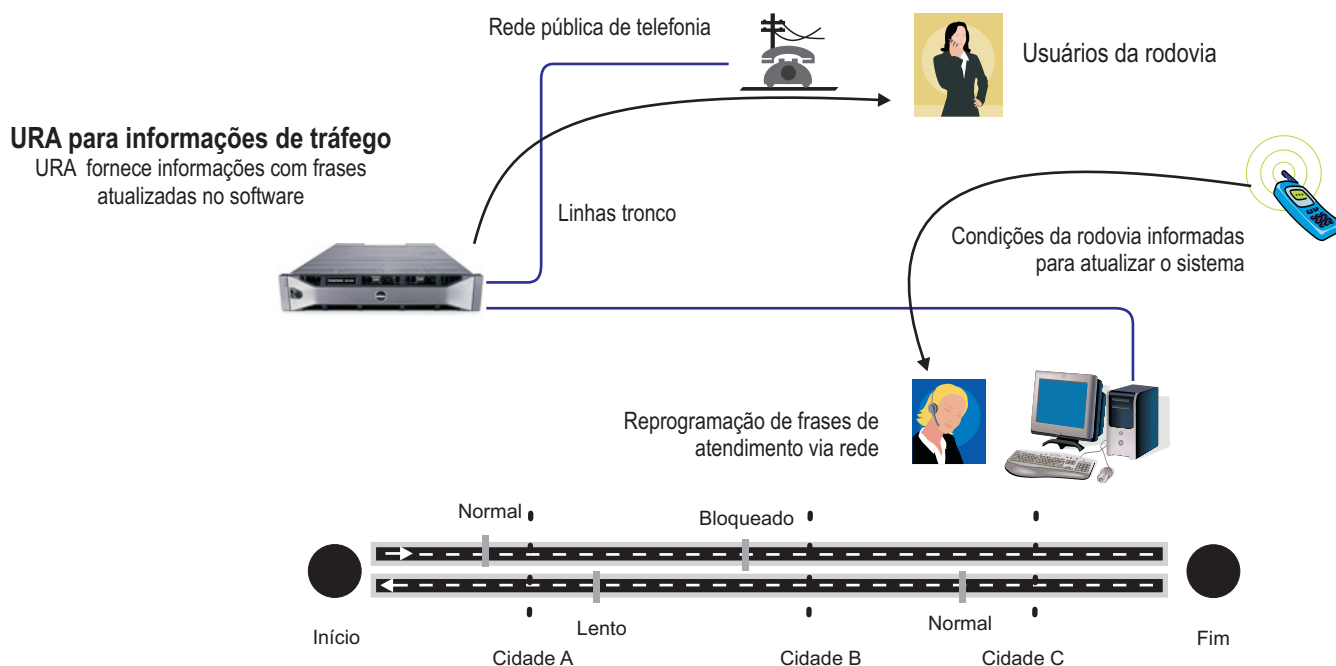 Rede pública de telefonia
Usuários da rodovia
URA para informações de tráfego
URA fornece informações com frases
atualizadas no software
Linhas tronco
Condições da rodovia informadas
para atualizar o sistema
Reprogramação de frases de
atendimento via rede
Normal
Bloqueado
Início
Lento
Normal
Fim
Cidade A
Cidade B
Cidade C